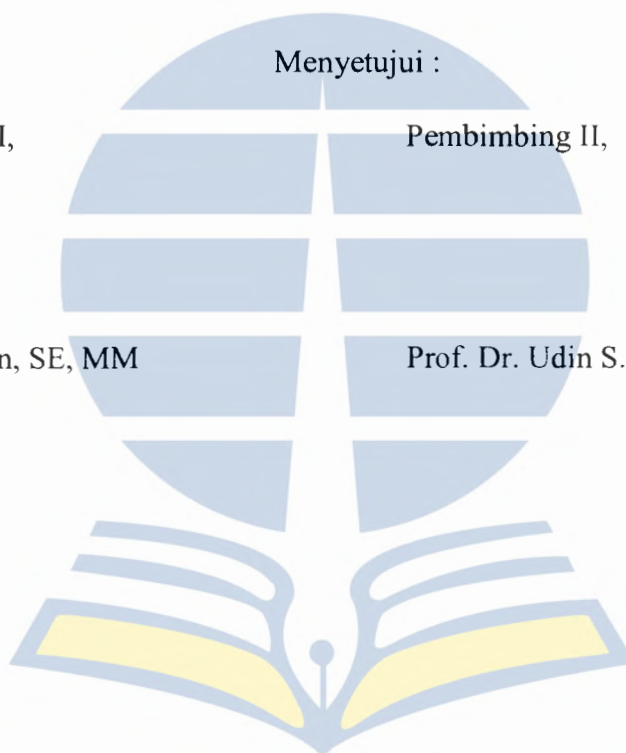 Menyetujui :
I, Pembimbing II,
n, SE, MM Prof. Dr. Udin S.